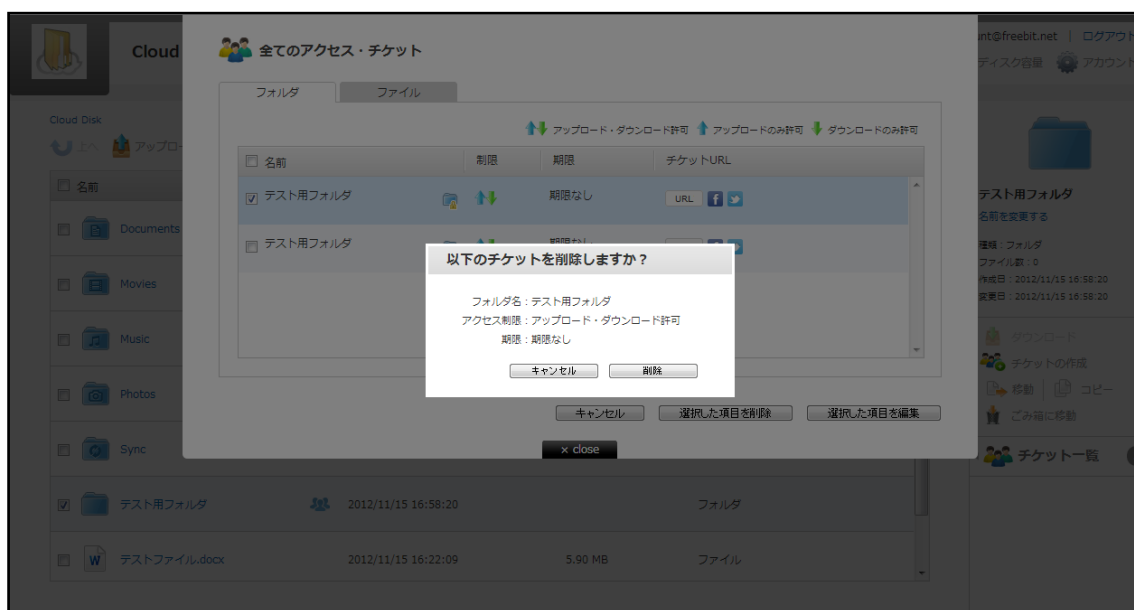 Cloud
全てのアクセス・チケット
unt@freebit.net | ログアウト
ディスク容量 アカウント
フォルダ ファイル
Cloud Disk
上へ アップロー
アップロード・ダウンロード許可 アップロードのみ許可 ダウンロードのみ許可
名前 制限 期限 チケットURL
名前
テスト用フォルダ 期限なし URL
テスト用フォルダ
名前を変更する
Documents
テスト用フォルダ 期限なし
種類：フォルダ
ファイル数：0
作成日：2012/11/15 16:58:20
変更日：2012/11/15 16:58:20
以下のチケットを削除しますか？
フォルダ名：テスト用フォルダ
アクセス制限：アップロード・ダウンロード許可
期限：期限なし
キャンセル 削除
Movies
Music
ダウンロード
チケットの作成
移動 | コピー
ごみ箱に移動
Photos
キャンセル 選択した項目を削除 選択した項目を編集
× close
Sync
チケット一覧
テスト用フォルダ 2012/11/15 16:58:20 フォルダ
W テストファイル.docx 2012/11/15 16:22:09 5.90 MB ファイル